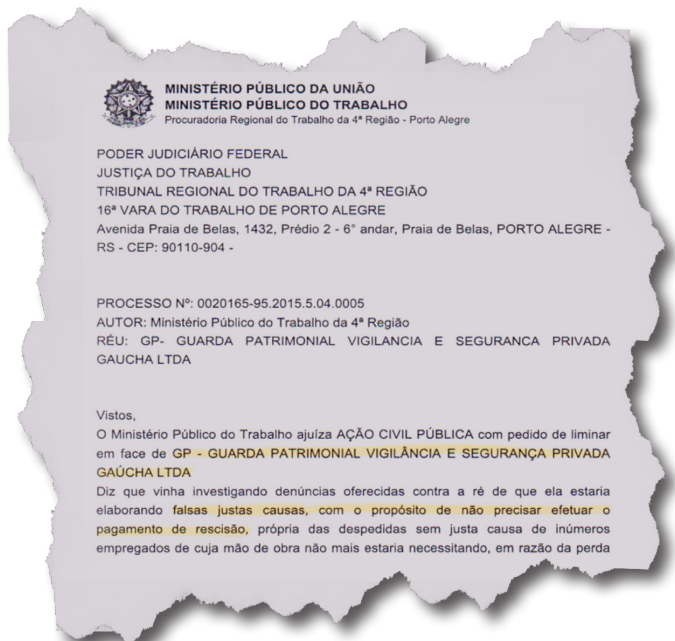 MINISTÉRIO PÚBLICO DA UNIÃO
MINISTÉRIO PÚBLICO DO TRABALHO
Procuradoria Regional do Trabalho da 4ª Região - Porto Alegre
PODER JUDICIÁRIO FEDERAL
JUSTIÇA DO TRABALHO
TRIBUNAL REGIONAL DO TRABALHO DA 4ª REGIÃO
16ª VARA DO TRABALHO DE PORTO ALEGRE
Avenida Praia de Belas, 1432, Prédio 2 - 6° andar, Praia de Belas, PORTO ALEGRE -
RS - CEP: 90110-904 -
PROCESSO Nº: 0020165-95.2015.5.04.0005
AUTOR: Ministério Público do Trabalho da 4ª Região
RÉU: GP- GUARDA PATRIMONIAL VIGILANCIA E SEGURANCA PRIVADA
GAUCHA LTDA
Vistos,
O Ministério Público do Trabalho ajuíza AÇÃO CIVIL PÚBLICA com pedido de liminar
em face de GP - GUARDA PATRIMONIAL VIGILÂNCIA E SEGURANÇA PRIVADA
GAÚCHA LTDA
Diz que vinha investigando denúncias oferecidas contra a ré de que ela estaria
elaborando falsas justas causas, com o propósito de não precisar efetuar o
pagamento de rescisão, própria das despedidas sem justa causa de inúmeros
empregados de cuja mão de obra não mais estaria necessitando, em razão da perda